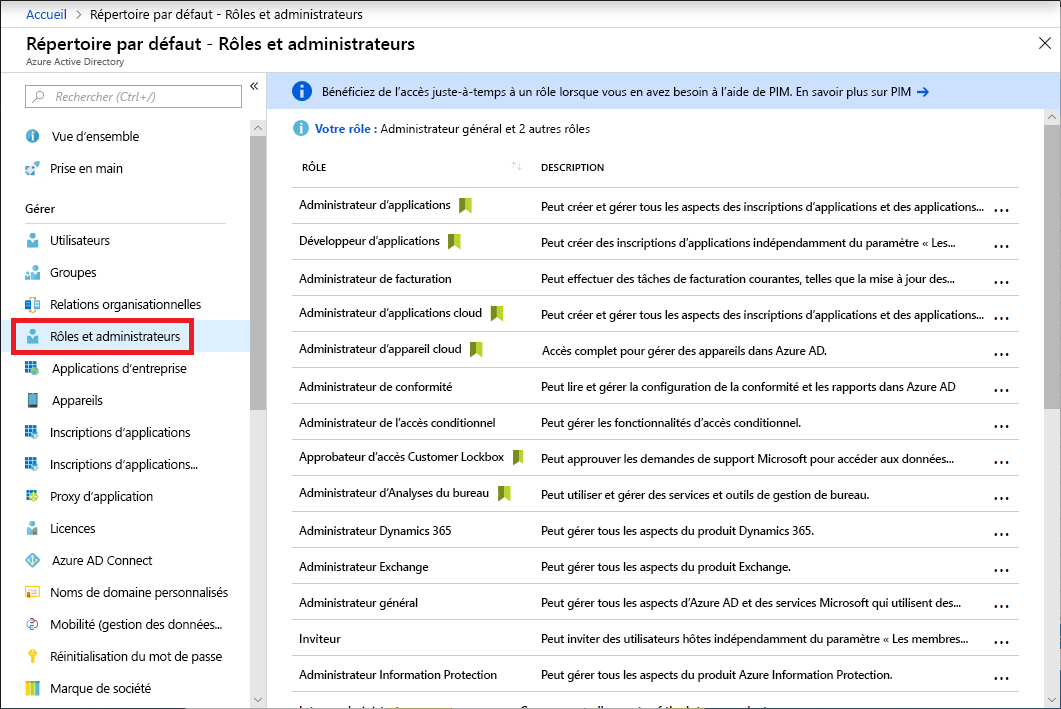 Accueil > Répertoire par défaut - Rôles et administrateurs
Répertoire par défaut - Rôles et administrateurs
Azure Active Directory
Rechercher (Ctrl+/)
Vue d'ensemble
Prise en main
Gérer
Utilisateurs
Groupes
Relations organisationnelles
Rôles et administrateurs
Applications d'entreprise
Appareils
Inscriptions d'applications
Inscriptions d'applications...
Proxy d'application
Licences
Azure AD Connect
Noms de domaine personnalisés
Mobilité (gestion des données...
Réinitialisation du mot de passe
Marque de société
Bénéficiez de l'accès juste-à-temps à un rôle lorsque vous en avez besoin à l'aide de PIM. En savoir plus sur PIM →
Votre rôle : Administrateur général et 2 autres rôles
RÔLE DESCRIPTION
Administrateur d'applications Peut créer et gérer tous les aspects des inscriptions d'applications et des applications... ...
Développeur d'applications Peut créer des inscriptions d'applications indépendamment du paramètre « Les... ...
Administrateur de facturation Peut effectuer des tâches de facturation courantes, telles que la mise à jour des... ...
Administrateur d'applications cloud Peut créer et gérer tous les aspects des inscriptions d'applications et des applications... ...
Administrateur d'appareil cloud Accès complet pour gérer des appareils dans Azure AD. ...
Administrateur de conformité Peut lire et gérer la configuration de la conformité et les rapports dans Azure AD ...
Administrateur de l'accès conditionnel Peut gérer les fonctionnalités d'accès conditionnel. ...
Approbateur d'accès Customer Lockbox Peut approuver les demandes de support Microsoft pour accéder aux données... ...
Administrateur d'Analyses du bureau Peut utiliser et gérer des services et outils de gestion de bureau. ...
Administrateur Dynamics 365 Peut gérer tous les aspects du produit Dynamics 365. ...
Administrateur Exchange Peut gérer tous les aspects du produit Exchange. ...
Administrateur général Peut gérer tous les aspects d'Azure AD et des services Microsoft qui utilisent des... ...
Inviteur Peut inviter des utilisateurs hôtes indépendamment du paramètre « Les membres... ...
Administrateur Information Protection Peut gérer tous les aspects du produit Azure Information Protection. ...